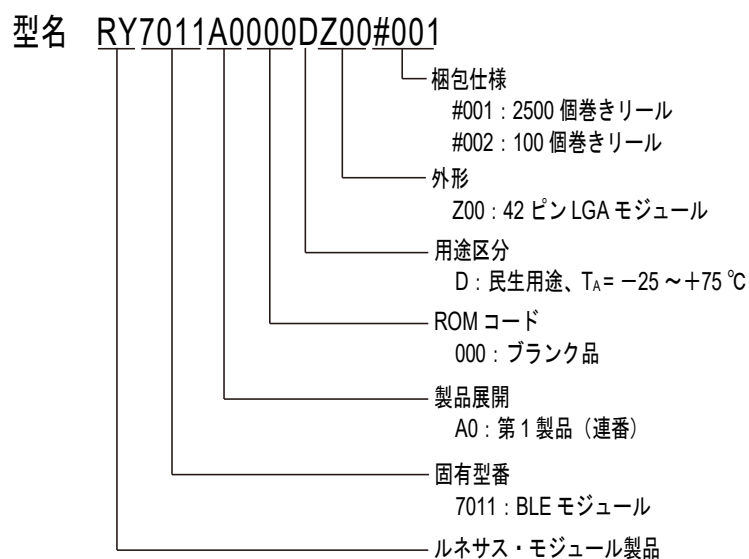 型名 RY7011A0000DZ00#001
梱包仕様
#001：2500 個巻きリール
#002：100 個巻きリール
外形
Z00：42 ピン LGA モジュール
用途区分
D：民生用途、TA = －25 ～＋75 ℃
ROM コード
000：ブランク品
製品展開
A0：第 1 製品（連番）
固有型番
7011：BLE モジュール
ルネサス・モジュール製品